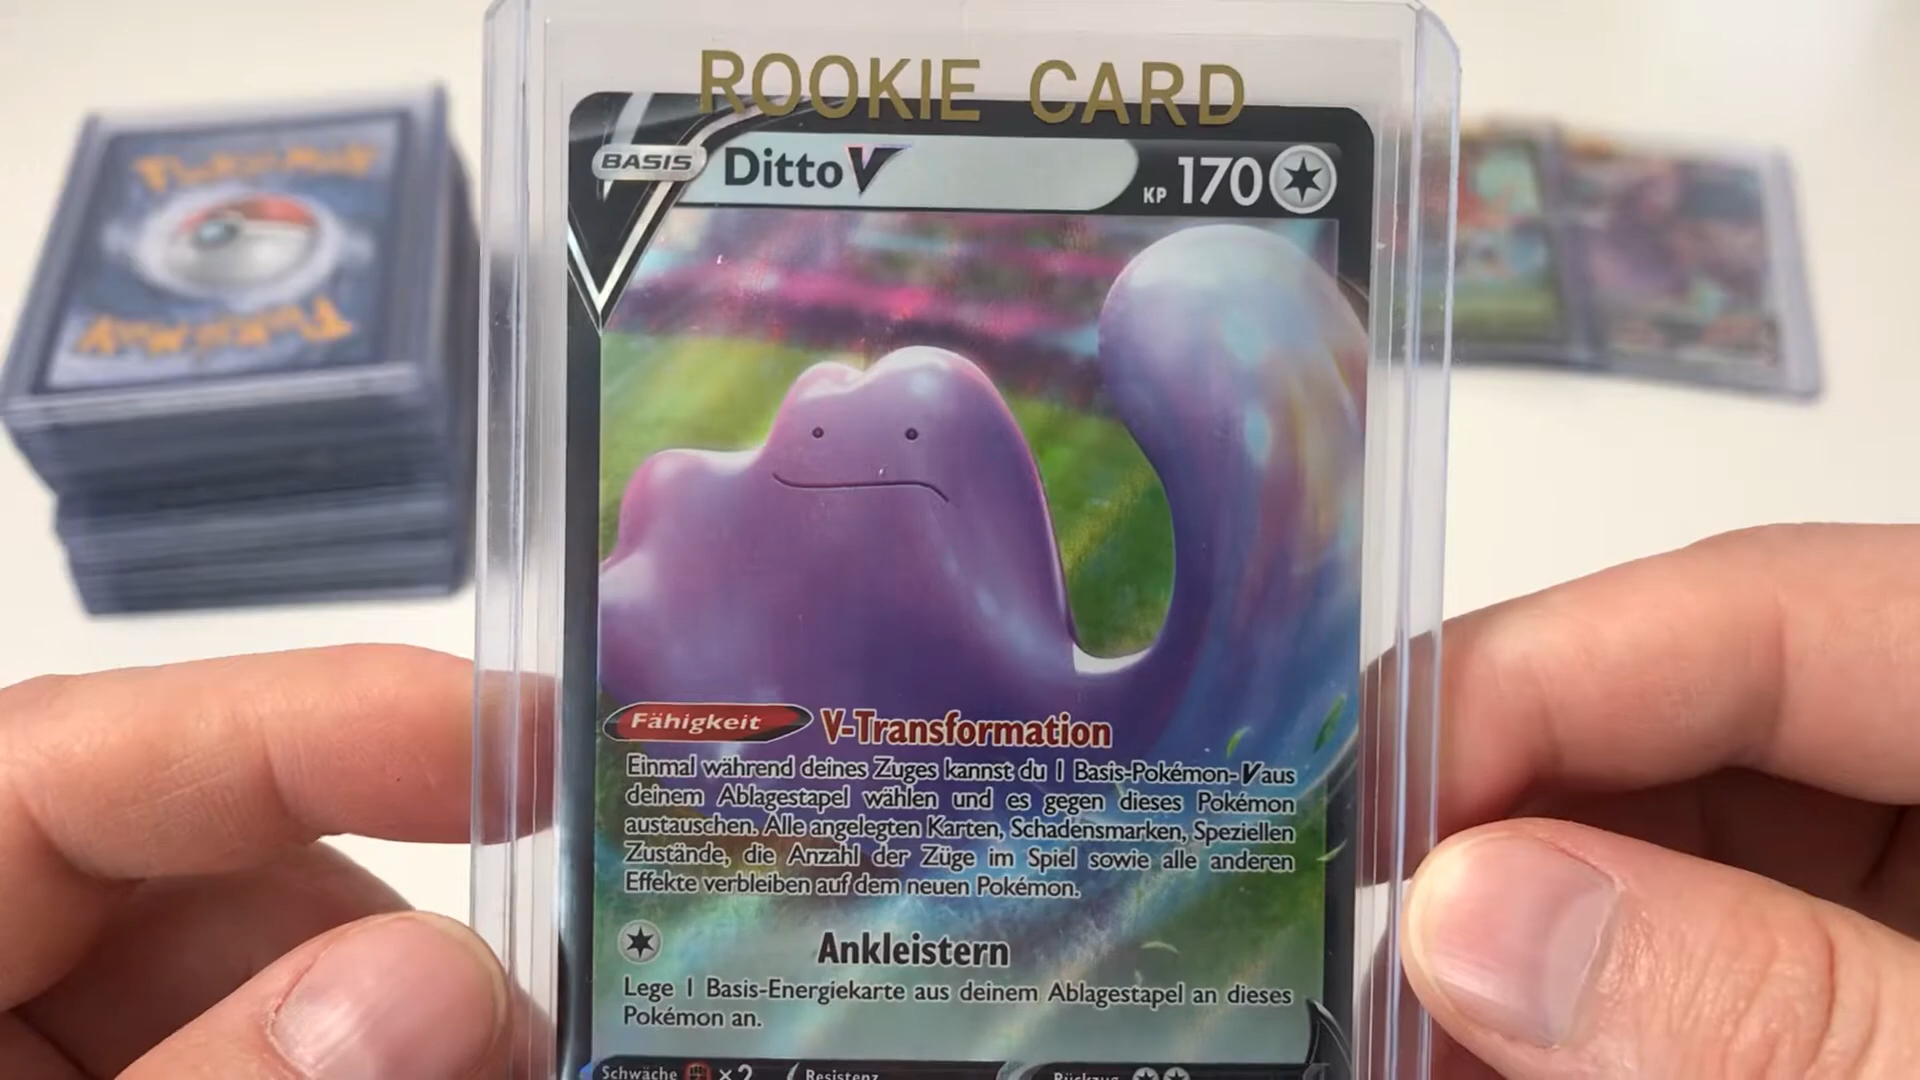 ROOKIE CARD
BASIS Ditto V KP 170
Fähigkeit V-Transformation
Einmal während deines Zuges kannst du 1 Basis-Pokémon-V aus
deinem Ablagestapel wählen und es gegen dieses Pokémon
austauschen. Alle angelegten Karten, Schadensmarken, Speziellen
Zustände, die Anzahl der Züge im Spiel sowie alle anderen
Effekte verbleiben auf dem neuen Pokémon.
Ankleistern
Lege 1 Basis-Energiekarte aus deinem Ablagestapel an dieses
Pokémon an.
Schwäche ×2 Resistenz Rückzug